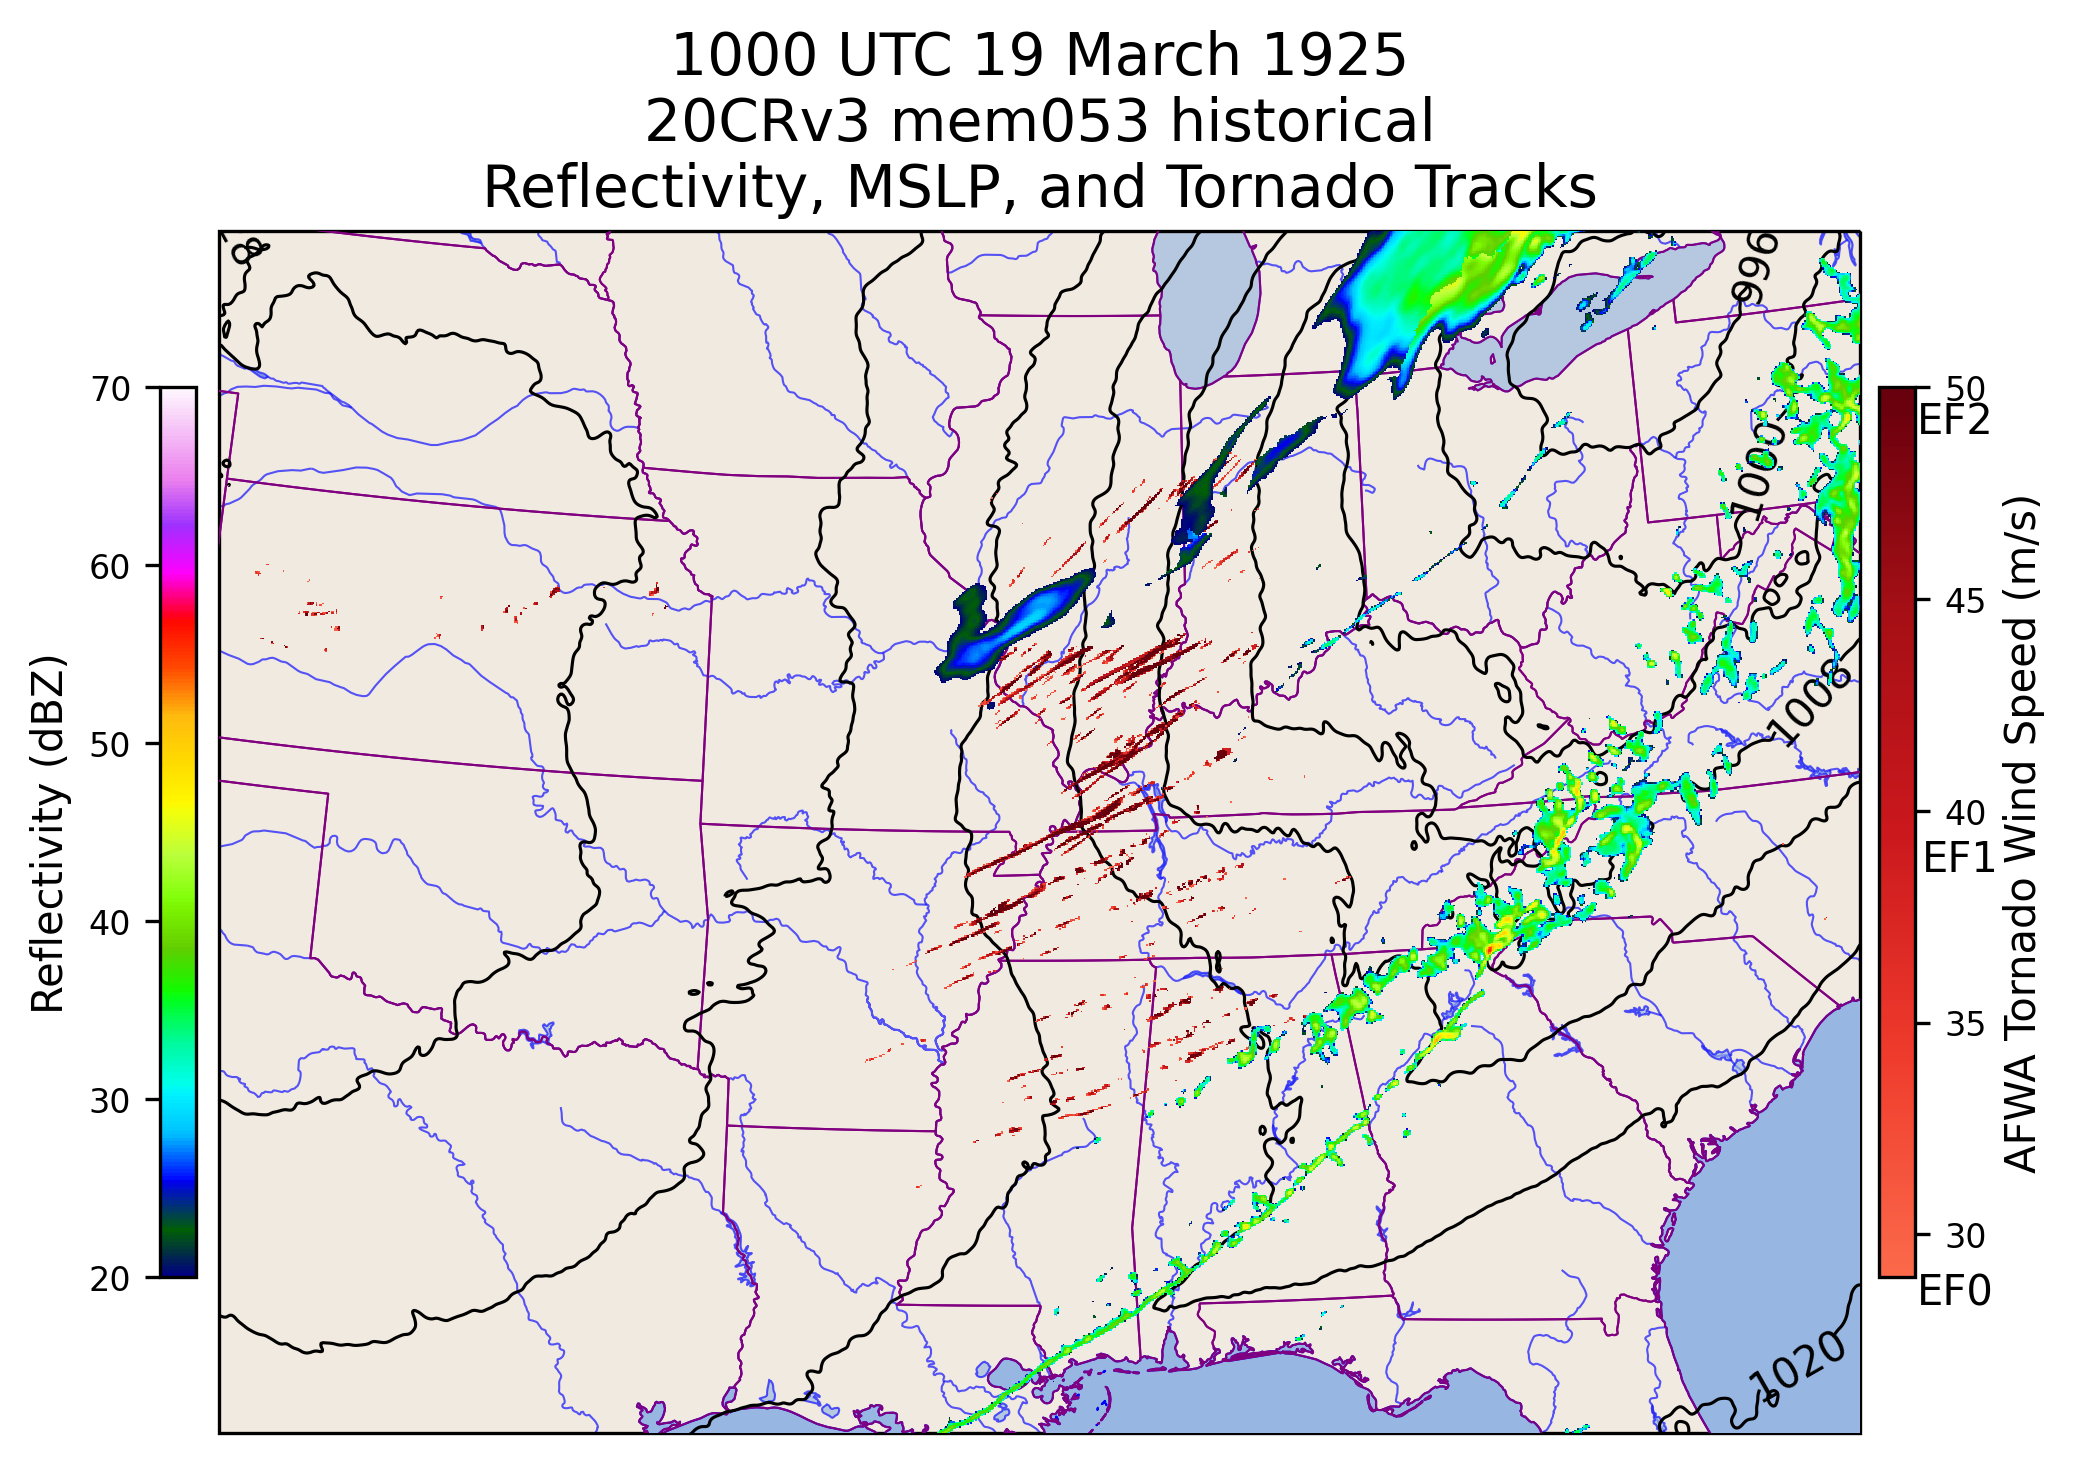 1000 UTC 19 March 1925
20CRv3 mem053 historical
Reflectivity, MSLP, and Tornado Tracks
996
1000
1008
1020
Reflectivity (dBZ)
70
60
50
40
30
20
50
EF2
45
40
EF1
35
30
EF0
AFWA Tornado Wind Speed (m/s)